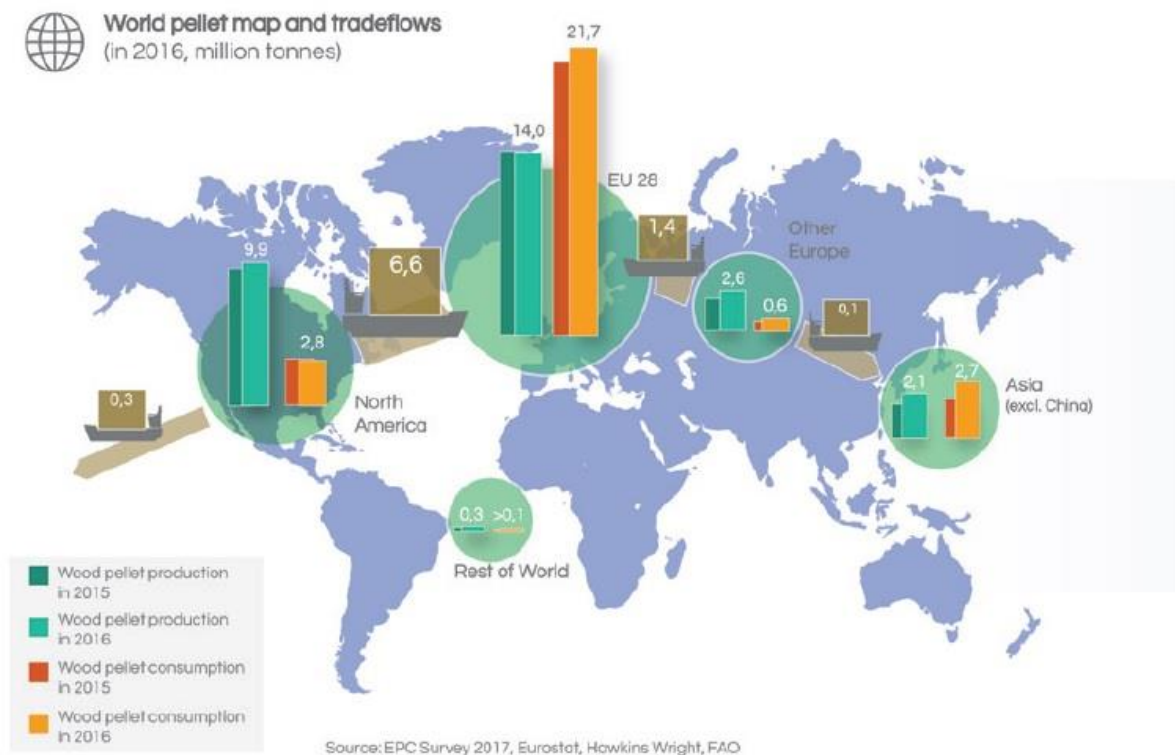 World pellet map and tradeflows
(in 2016, million tonnes)
21,7
14,0
EU 28
1,4
Other
Europe
9,9
6,6
2,6
0,6
0,1
2,8
2,1
2,7
Asia
(excl. China)
0,3
North
America
0,3 >0,1
Rest of World
Wood pellet production
in 2015
Wood pellet production
in 2016
Wood pellet consumption
in 2015
Wood pellet consumption
in 2016
Source: EPC Survey 2017, Eurostat, Hawkins Wright, FAO